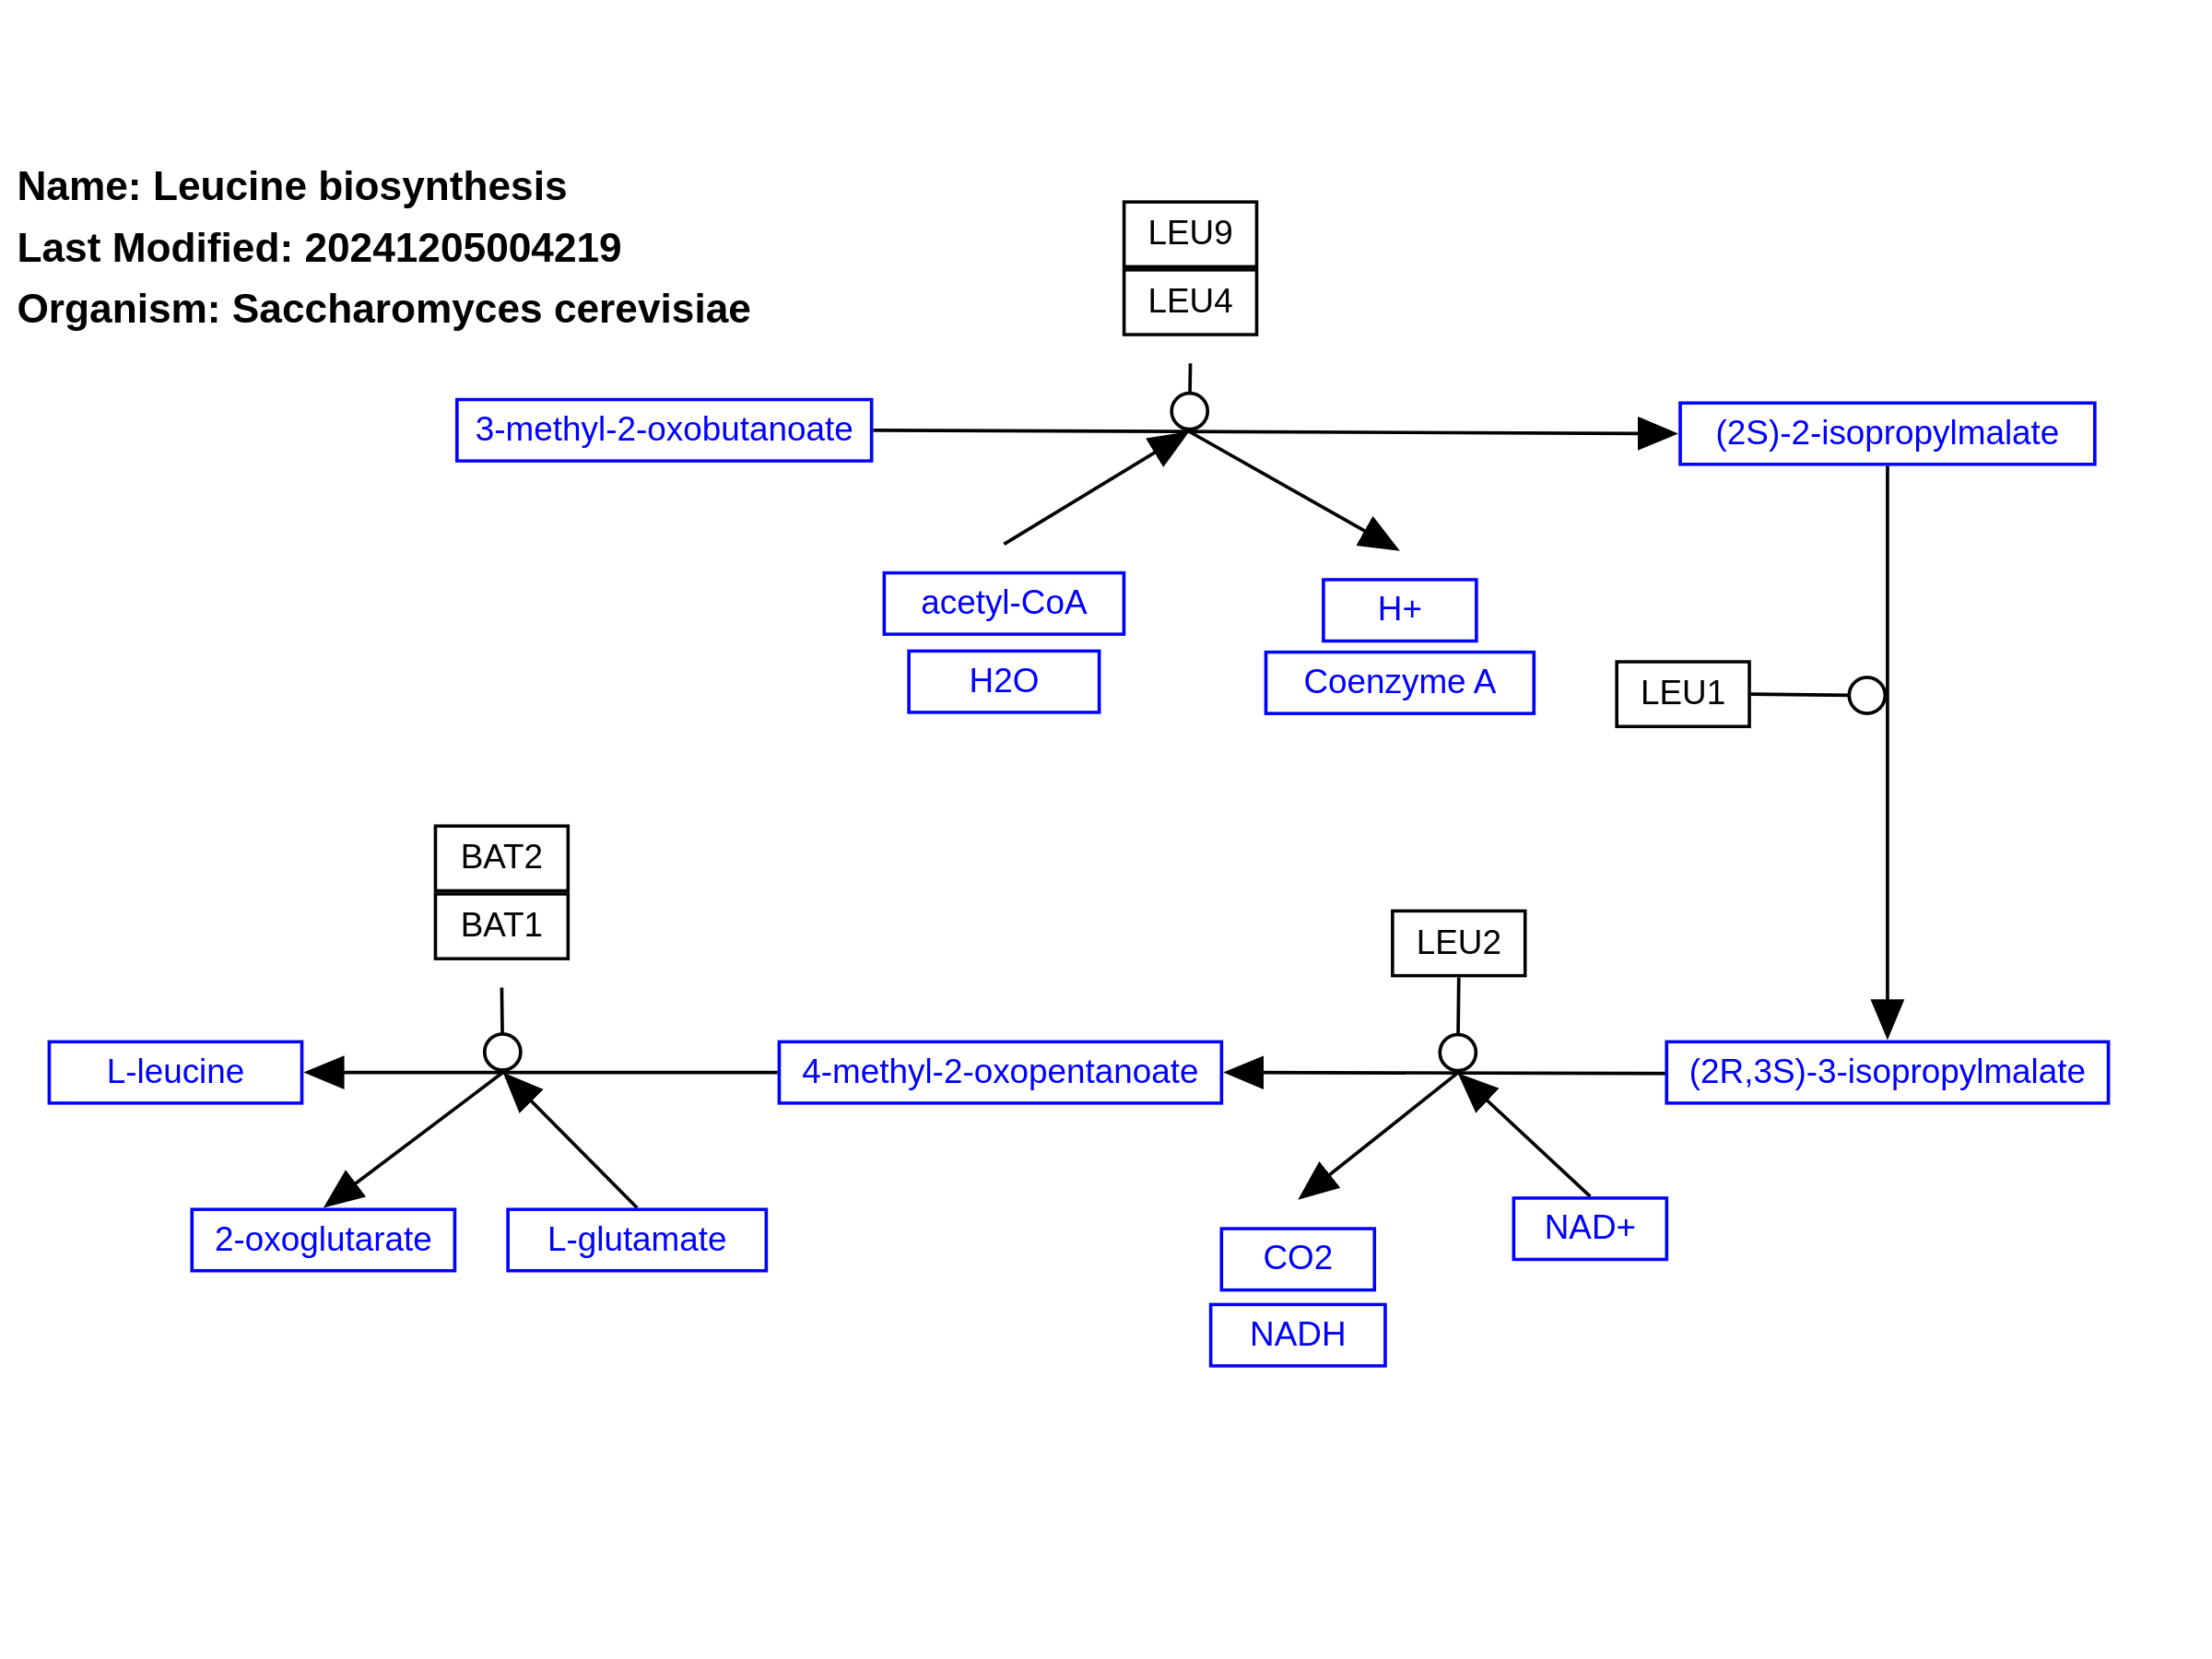 Name: Leucine biosynthesis
Last Modified: 20241205004219
Organism: Saccharomyces cerevisiae
LEU9
LEU4
3-methyl-2-oxobutanoate
(2S)-2-isopropylmalate
acetyl-CoA
H+
H2O
Coenzyme A
LEU1
BAT2
BAT1
LEU2
L-leucine
4-methyl-2-oxopentanoate
(2R,3S)-3-isopropylmalate
2-oxoglutarate
L-glutamate
NAD+
CO2
NADH